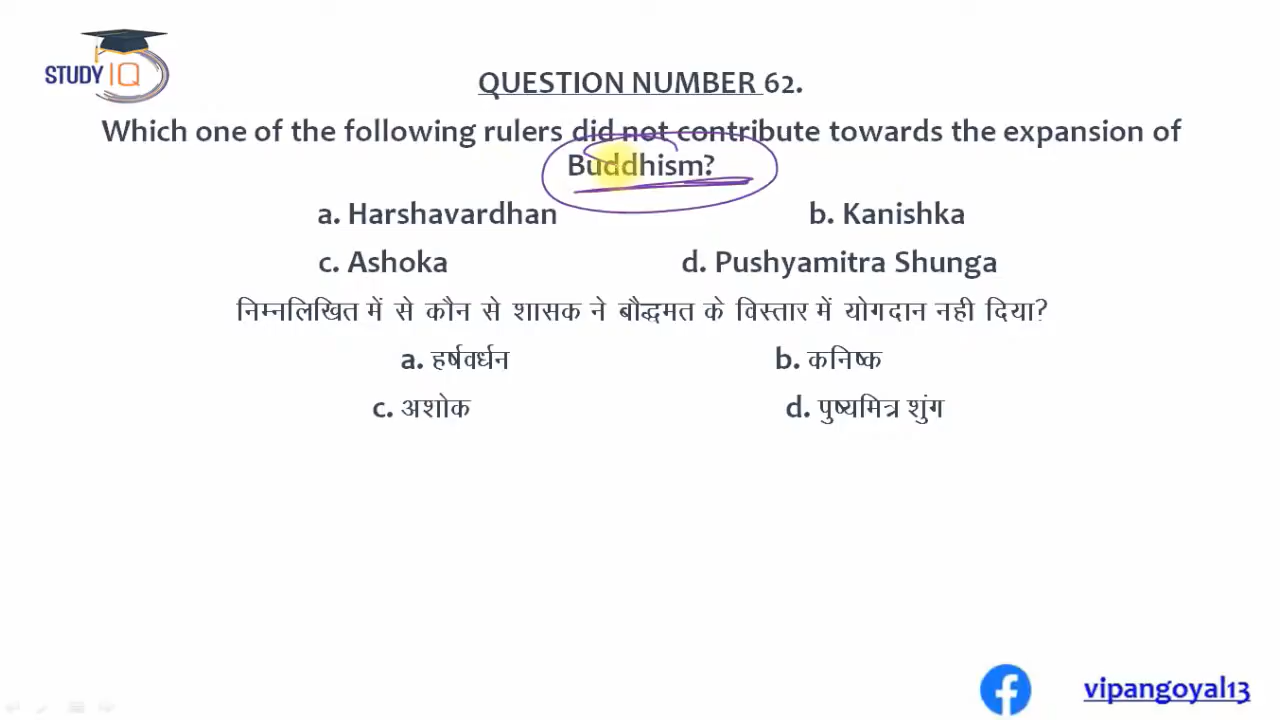 STUDY IQ
QUESTION NUMBER 62.
Which one of the following rulers did not contribute towards the expansion of
Buddhism?
a. Harshavardhan b. Kanishka
c. Ashoka d. Pushyamitra Shunga
निम्नलिखित में से कौन से शासक ने बौद्धमत के विस्तार में योगदान नही दिया?
a. हर्षवर्धन b. कनिष्क
c. अशोक d. पुष्यमित्र शुंग
vipangoyal13